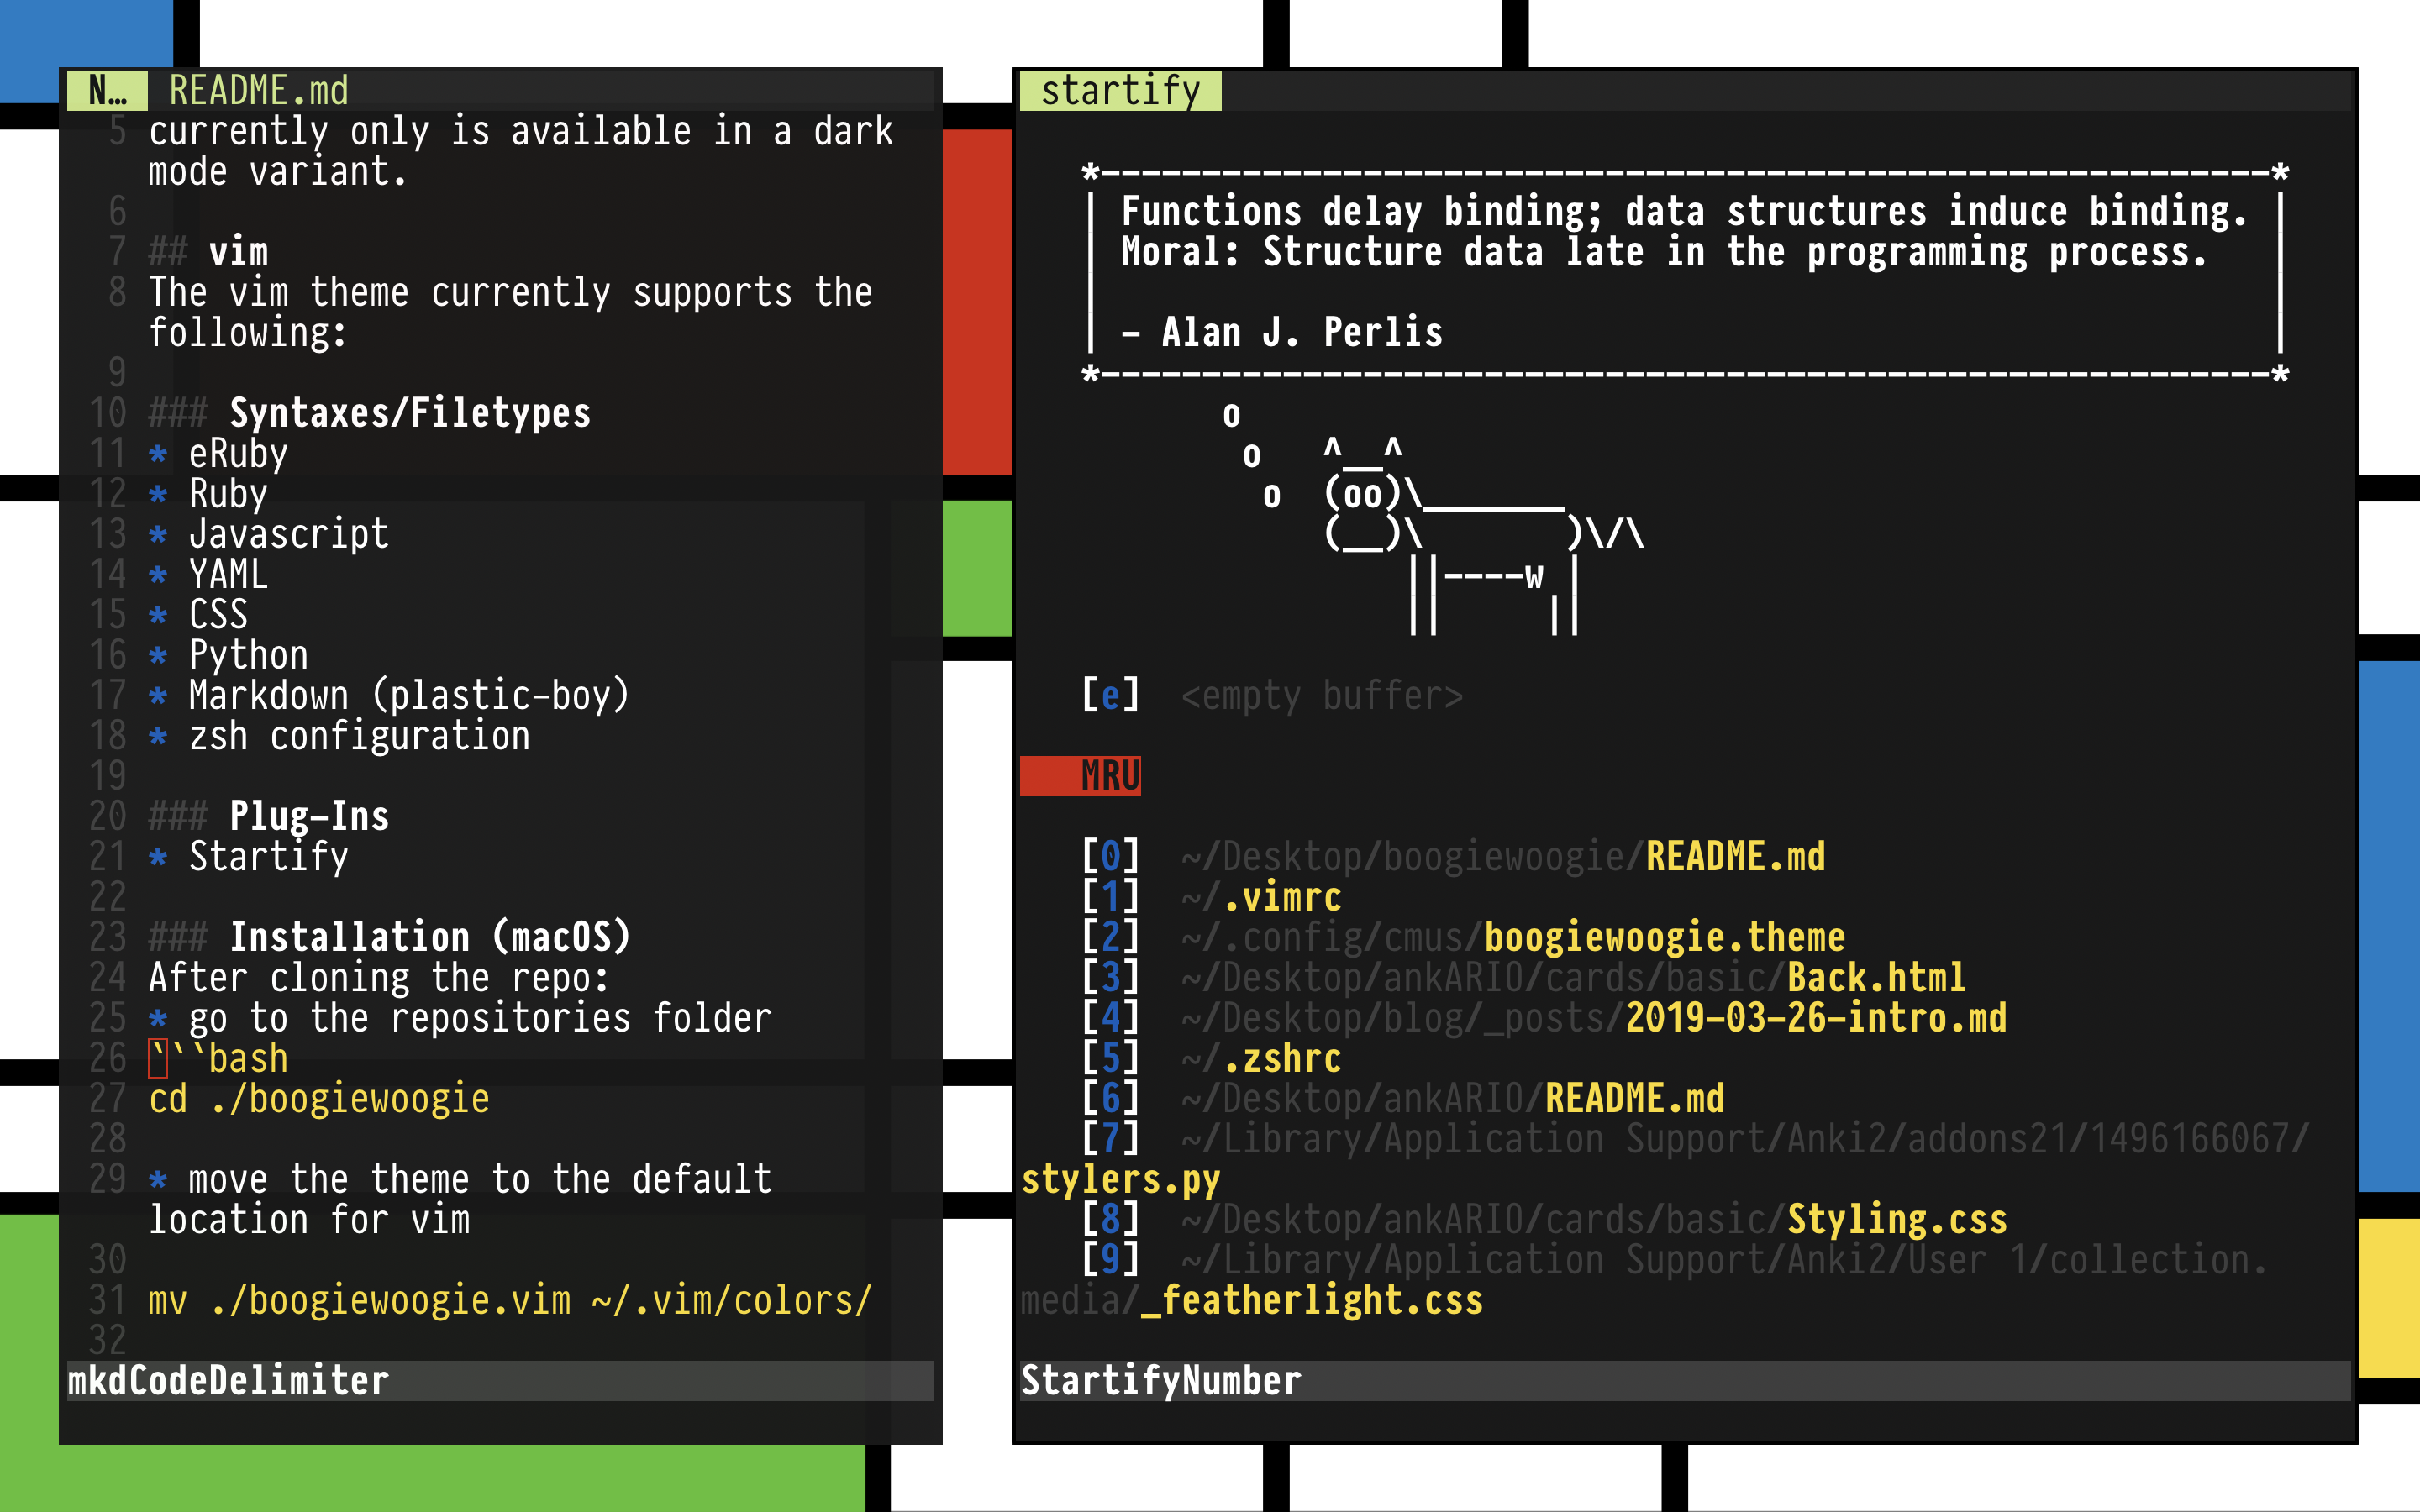 N… README.md
5 currently only is available in a dark
mode variant.
6
7 ## vim
8 The vim theme currently supports the
following:
9
10 ### Syntaxes/Filetypes
11 * eRuby
12 * Ruby
13 * Javascript
14 * YAML
15 * CSS
16 * Python
17 * Markdown (plastic-boy)
18 * zsh configuration
19
20 ### Plug-Ins
21 * Startify
22
23 ### Installation (macOS)
24 After cloning the repo:
25 * go to the repositories folder
26 ```bash
27 cd ./boogiewoogie
28
29 * move the theme to the default
location for vim
30
31 mv ./boogiewoogie.vim ~/.vim/colors/
32
mkdCodeDelimiter
startify
*----------------------------------------------------------*
| Functions delay binding; data structures induce binding. |
| Moral: Structure data late in the programming process. |
| |
| - Alan J. Perlis |
*----------------------------------------------------------*
o
o ^__^
o (oo)\_______
(__)\ )\/\
||----w |
|| ||
[e] <empty buffer>
MRU
[0] ~/Desktop/boogiewoogie/README.md
[1] ~/.vimrc
[2] ~/.config/cmus/boogiewoogie.theme
[3] ~/Desktop/ankARIO/cards/basic/Back.html
[4] ~/Desktop/blog/_posts/2019-03-26-intro.md
[5] ~/.zshrc
[6] ~/Desktop/ankARIO/README.md
[7] ~/Library/Application Support/Anki2/addons21/1496166067/
stylers.py
[8] ~/Desktop/ankARIO/cards/basic/Styling.css
[9] ~/Library/Application Support/Anki2/User 1/collection.
media/_featherlight.css
StartifyNumber